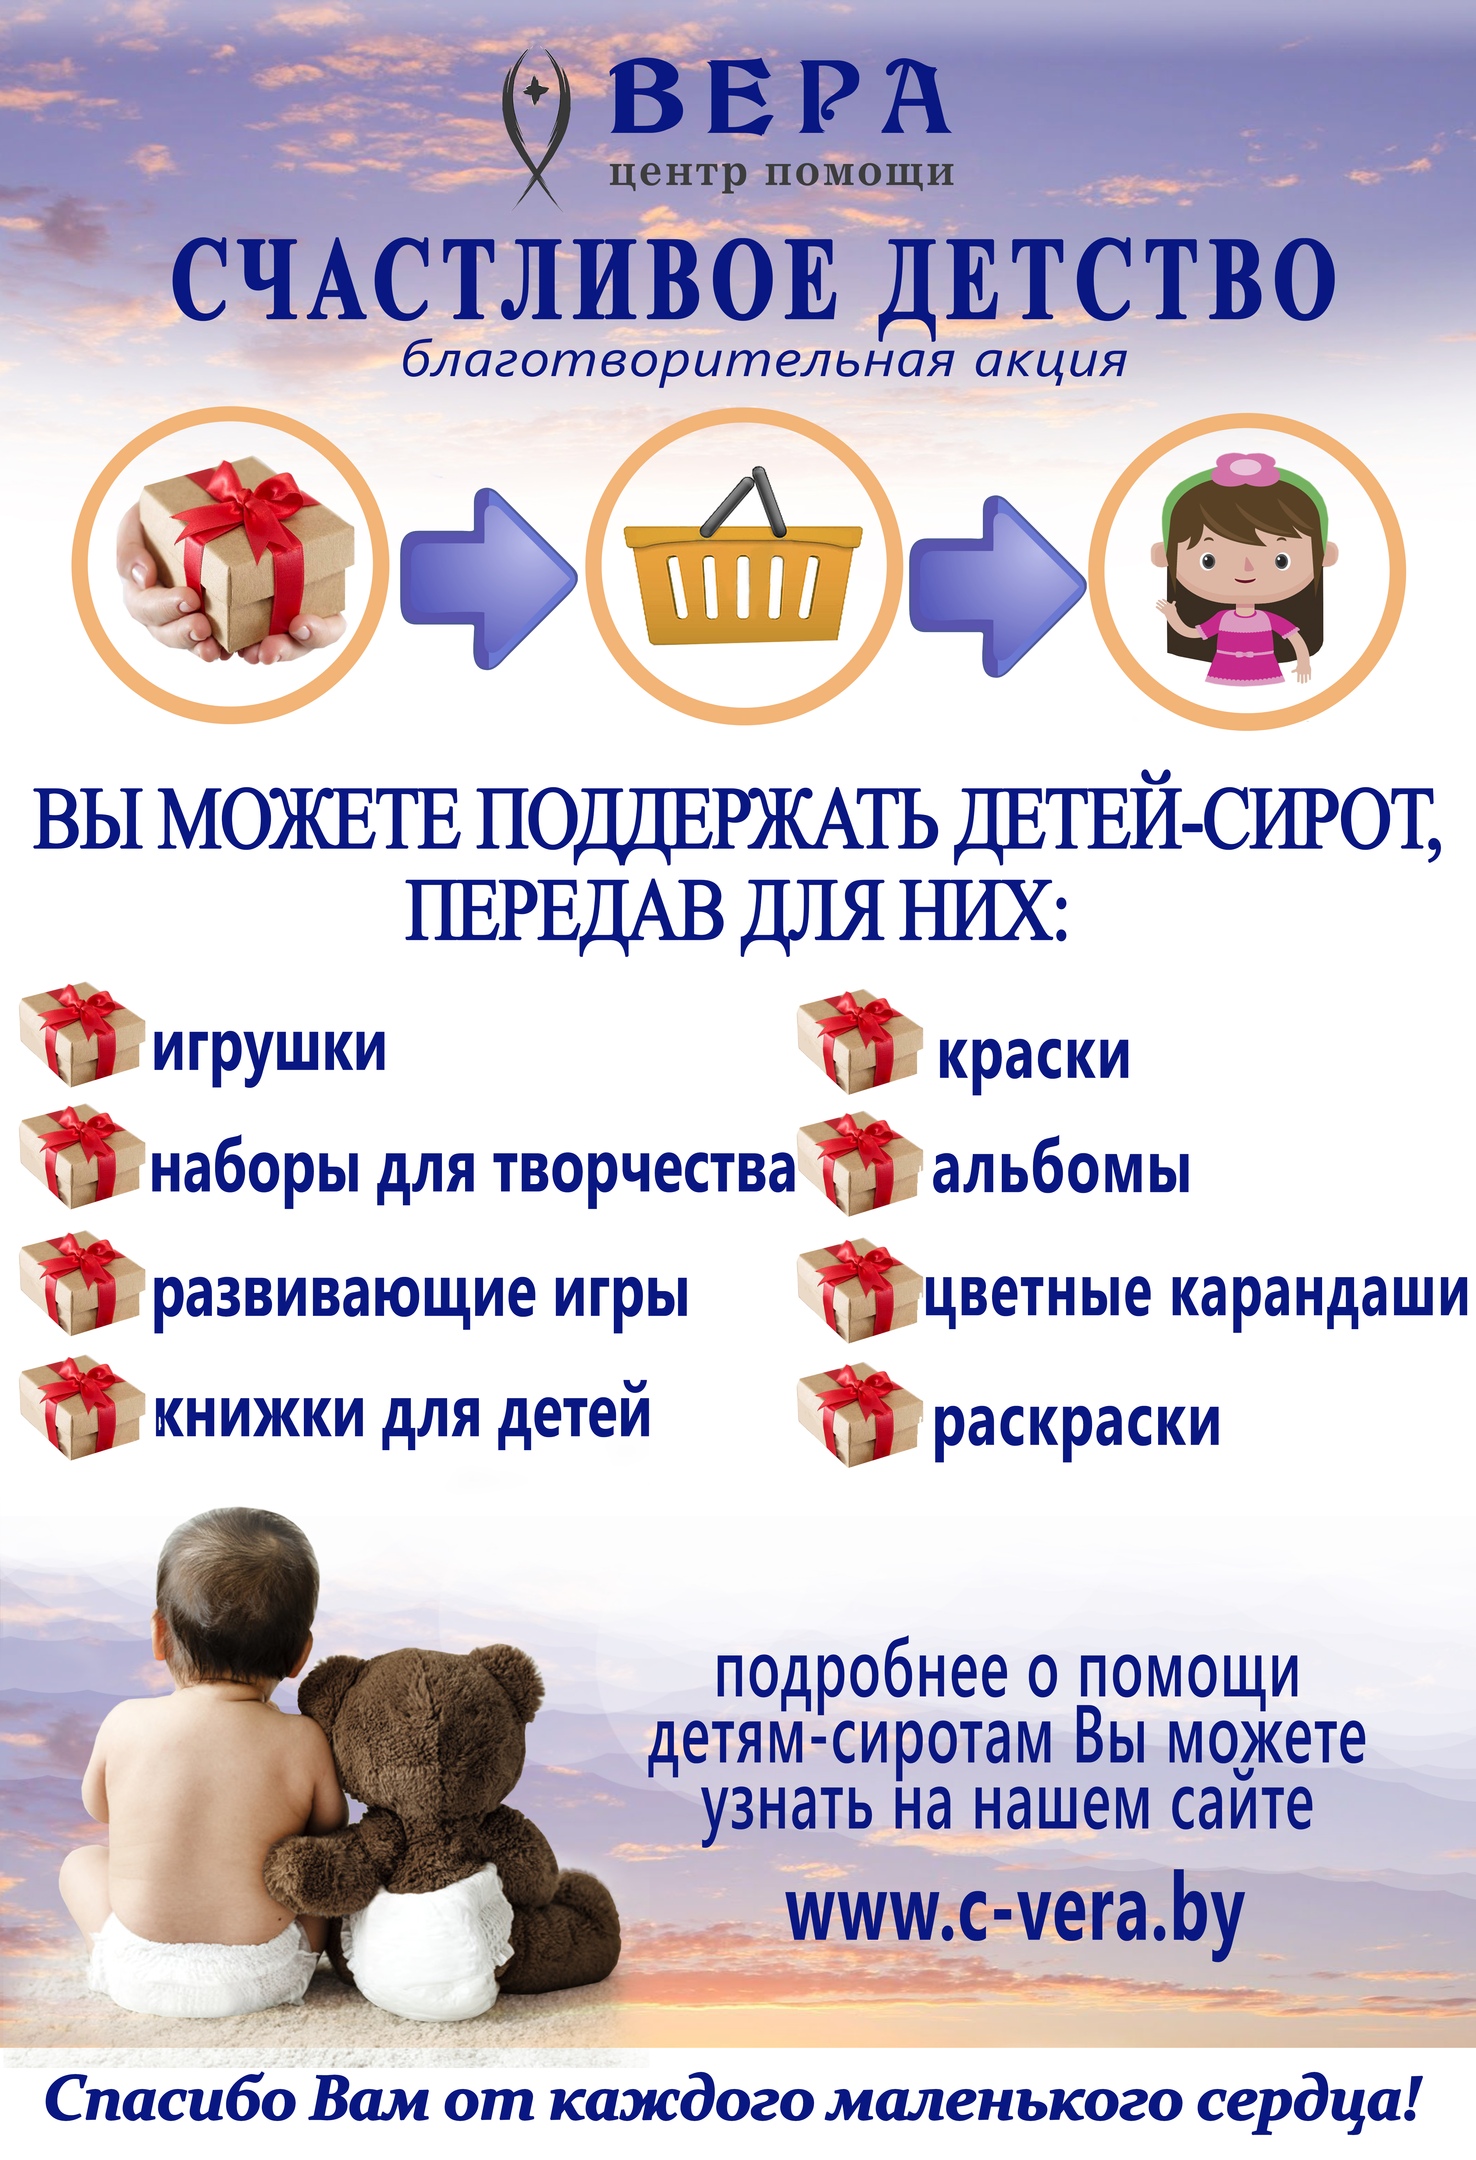 ВЕРА
центр помощи
СЧАСТЛИВОЕ ДЕТСТВО
благотворительная акция
ВЫ МОЖЕТЕ ПОДДЕРЖАТЬ ДЕТЕЙ-СИРОТ,
ПЕРЕДАВ ДЛЯ НИХ:
игрушки
наборы для творчества
развивающие игры
книжки для детей
краски
альбомы
цветные карандаши
раскраски
подробнее о помощи
детям-сиротам Вы можете
узнать на нашем сайте
www.c-vera.by
Спасибо Вам от каждого маленького сердца!